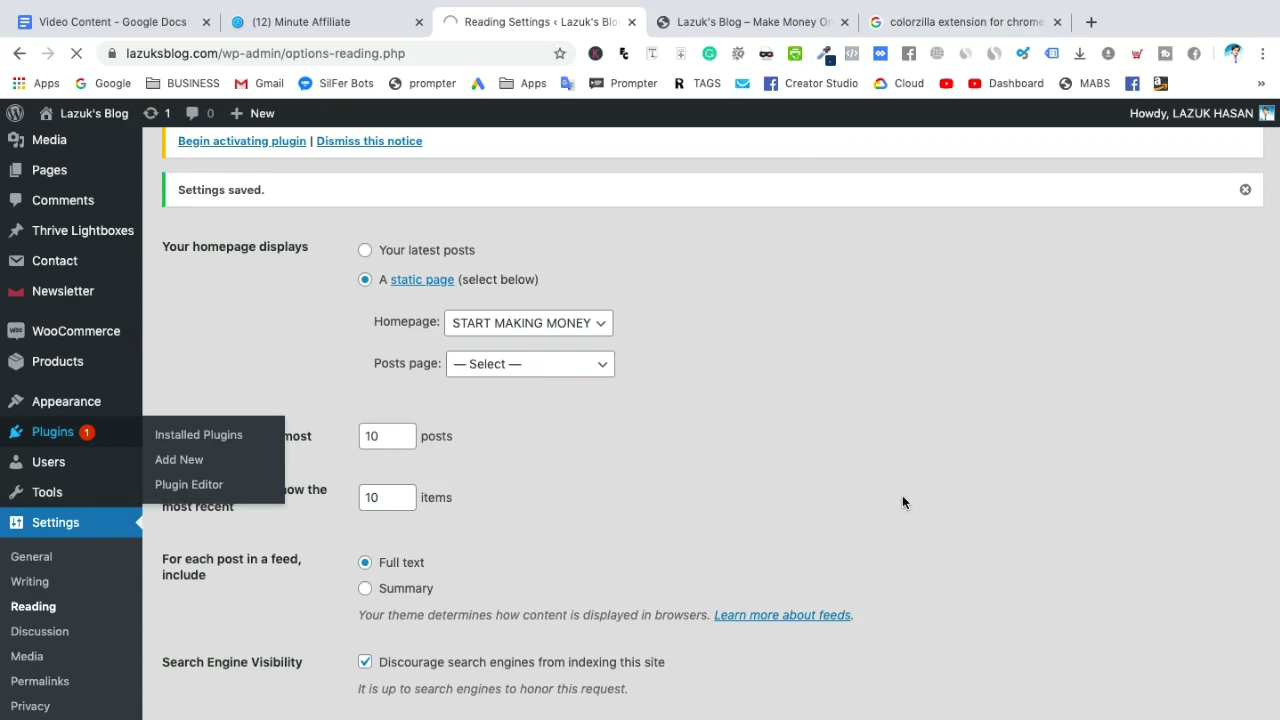 Video Content - Google Docs
(12) Minute Affiliate
Reading Settings ‹ Lazuk's Blo
Lazuk's Blog – Make Money On
colorzilla extension for chrome
lazuksblog.com/wp-admin/options-reading.php
Apps
Google
BUSINESS
Gmail
SilFer Bots
prompter
Apps
Prompter
TAGS
Creator Studio
Cloud
Dashboard
MABS
Lazuk's Blog
1
0
New
Howdy, LAZUK HASAN
Media
Pages
Comments
Thrive Lightboxes
Contact
Newsletter
WooCommerce
Products
Appearance
Plugins 1
Users
Tools
Settings
General
Writing
Reading
Discussion
Media
Permalinks
Privacy
Installed Plugins
Add New
Plugin Editor
Begin activating plugin | Dismiss this notice
Settings saved.
Your homepage displays
Your latest posts
A static page (select below)
Homepage: START MAKING MONEY
Posts page: — Select —
most
10 posts
ow the
most recent
10 items
For each post in a feed,
include
Full text
Summary
Your theme determines how content is displayed in browsers. Learn more about feeds.
Search Engine Visibility
Discourage search engines from indexing this site
It is up to search engines to honor this request.